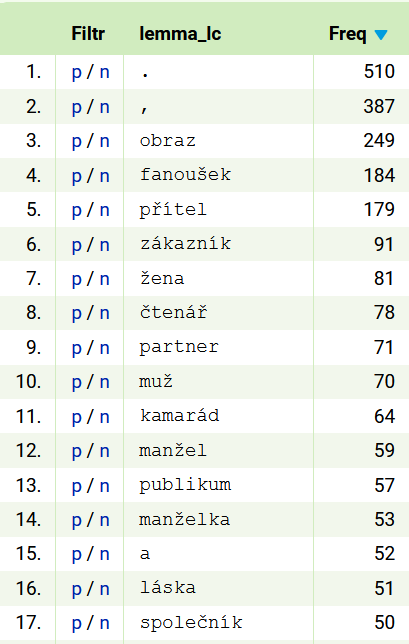 Filtr lemma_lc Freq
1. p / n . 510
2. p / n , 387
3. p / n obraz 249
4. p / n fanoušek 184
5. p / n přítel 179
6. p / n zákazník 91
7. p / n žena 81
8. p / n čtenář 78
9. p / n partner 71
10. p / n muž 70
11. p / n kamarád 64
12. p / n manžel 59
13. p / n publikum 57
14. p / n manželka 53
15. p / n a 52
16. p / n láska 51
17. p / n společník 50